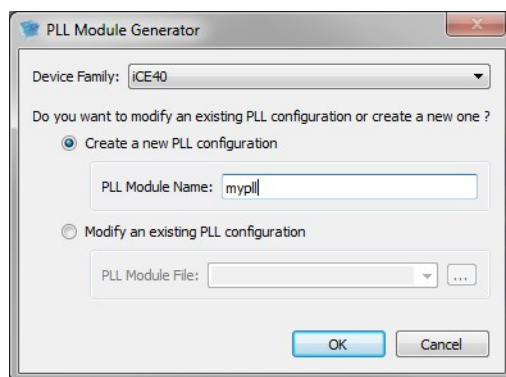 PLL Module Generator
Device Family: iCE40
Do you want to modify an existing PLL configuration or create a new one ?
Create a new PLL configuration
PLL Module Name: mypll
Modify an existing PLL configuration
PLL Module File: ...
OK Cancel